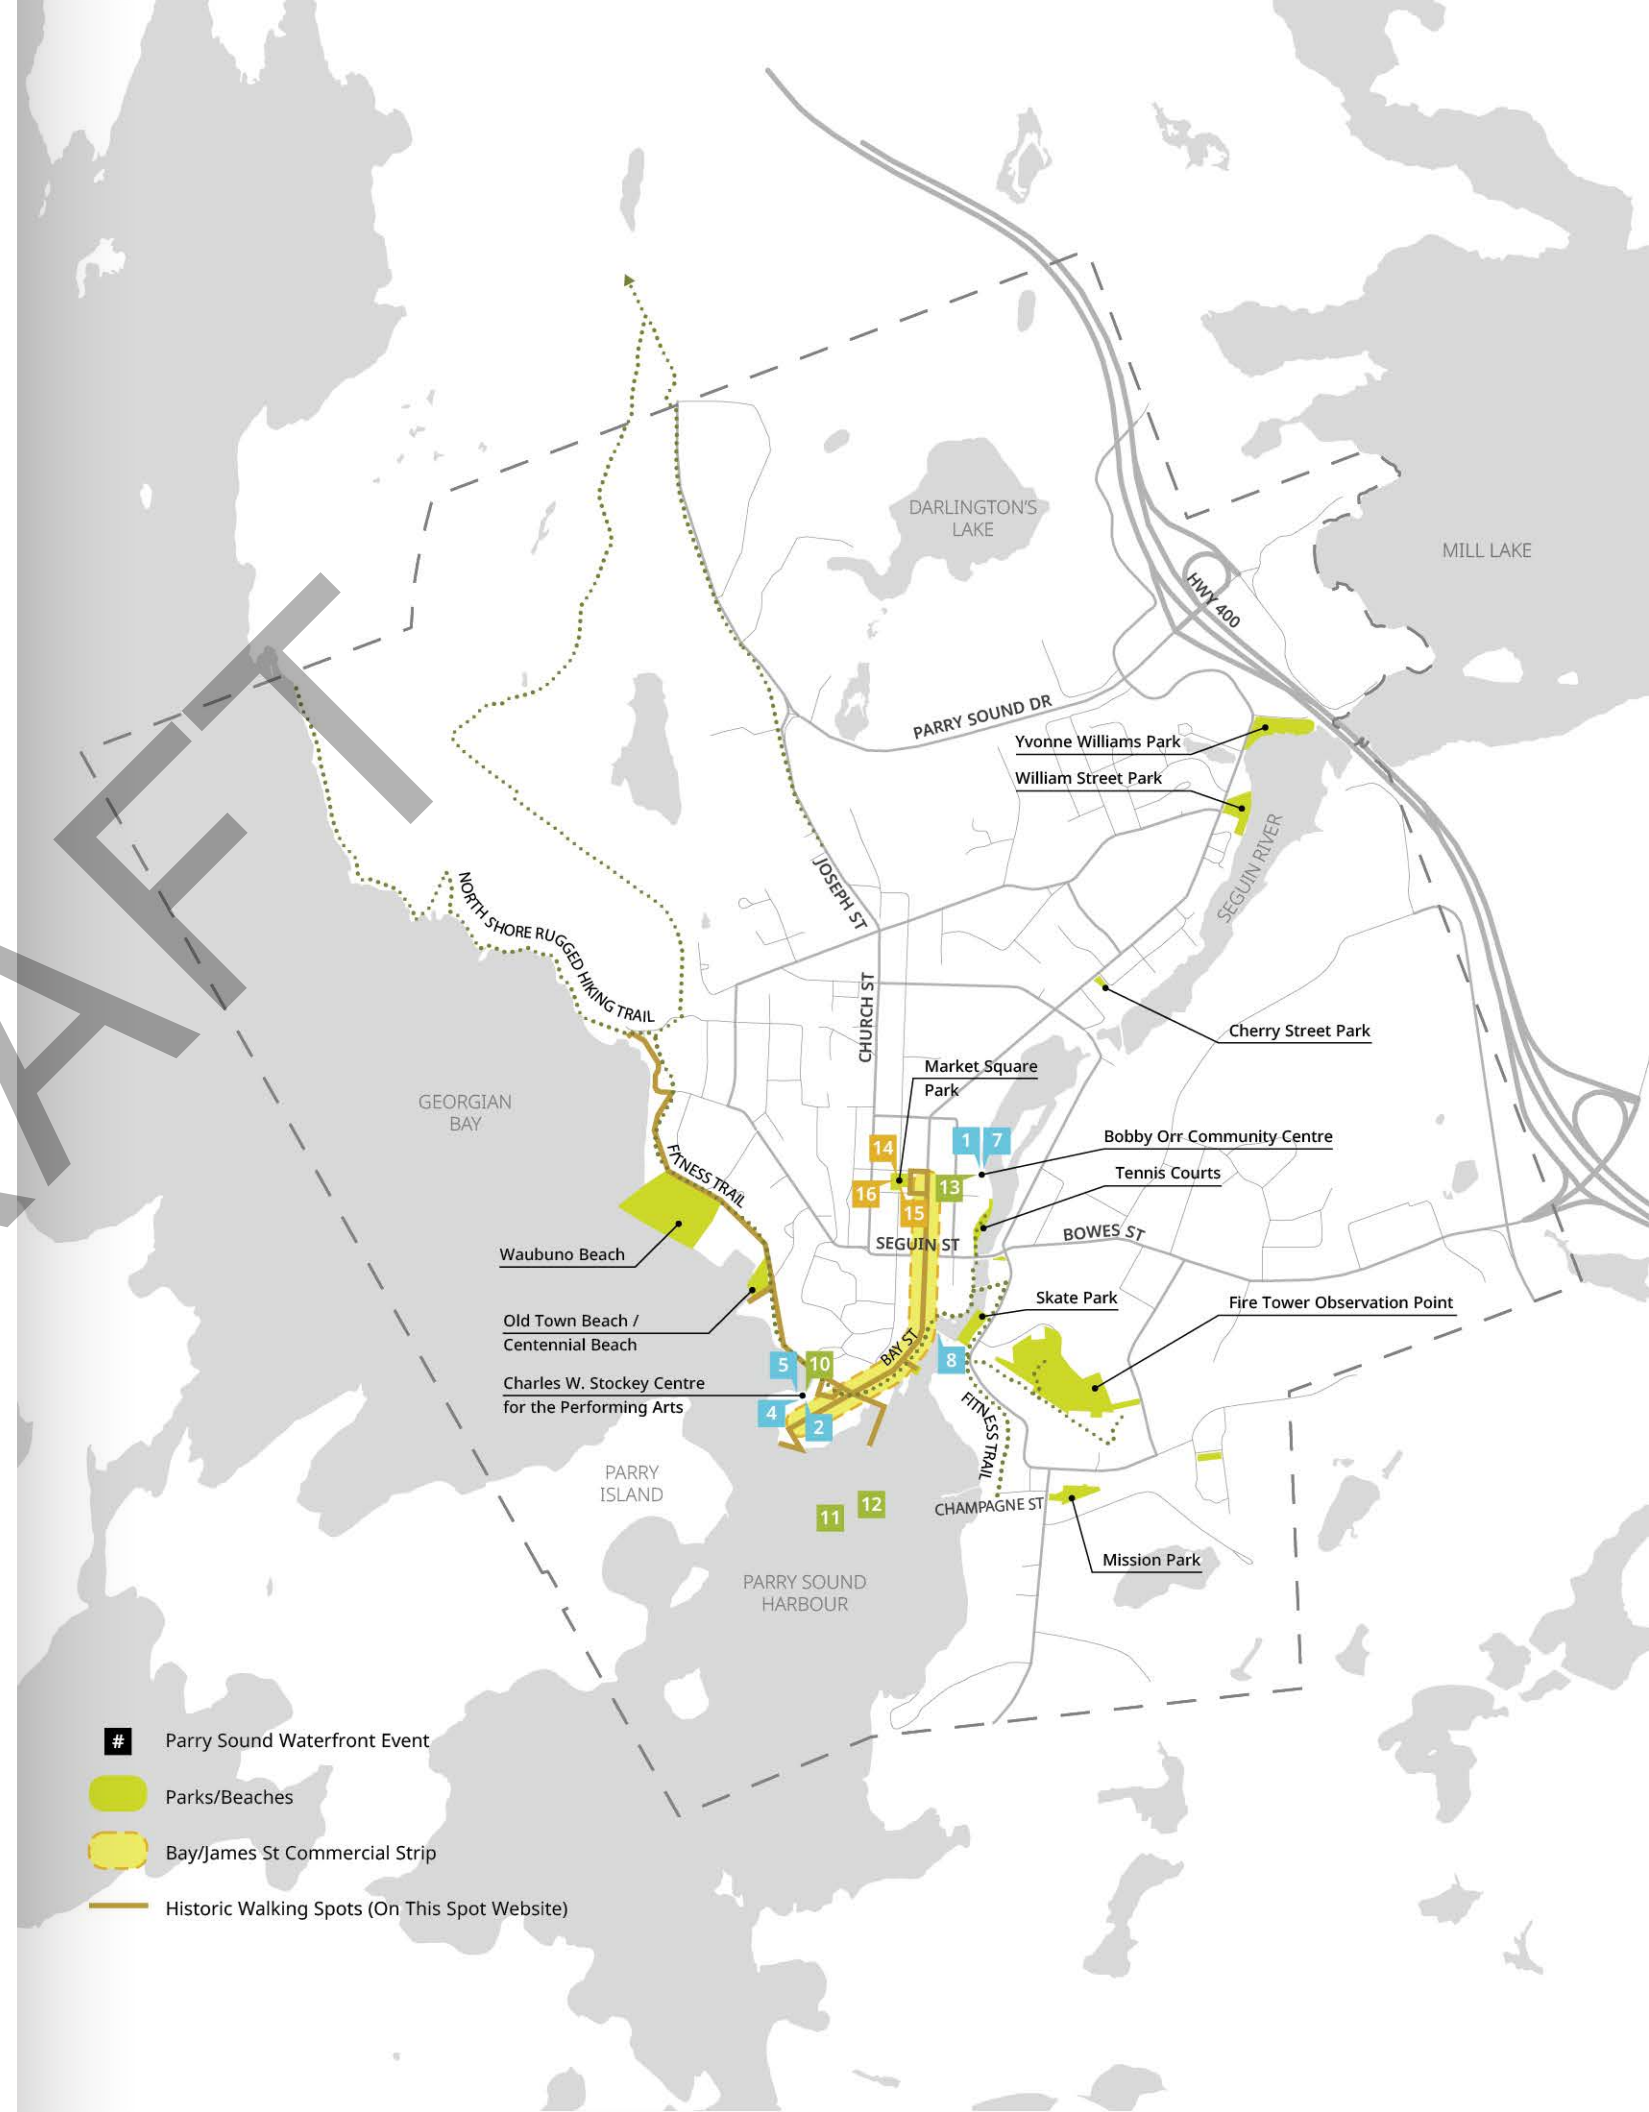 DARLINGTON'S
LAKE
MILL LAKE
HWY 400
PARRY SOUND DR
Yvonne Williams Park
William Street Park
SEGUIN RIVER
JOSEPH ST
NORTH SHORE RUGGED HIKING TRAIL
CHURCH ST
Cherry Street Park
Market Square
Park
GEORGIAN
BAY
14
1
7
Bobby Orr Community Centre
FITNESS TRAIL
Tennis Courts
16
13
15
SEGUIN ST
BOWES ST
Waubuno Beach
Skate Park
Fire Tower Observation Point
Old Town Beach /
Centennial Beach
BAY ST
5
10
8
Charles W. Stockey Centre
for the Performing Arts
4
2
FITNESS TRAIL
PARRY
ISLAND
CHAMPAGNE ST
11
12
Mission Park
PARRY SOUND
HARBOUR
# Parry Sound Waterfront Event
Parks/Beaches
Bay/James St Commercial Strip
Historic Walking Spots (On This Spot Website)
AFT